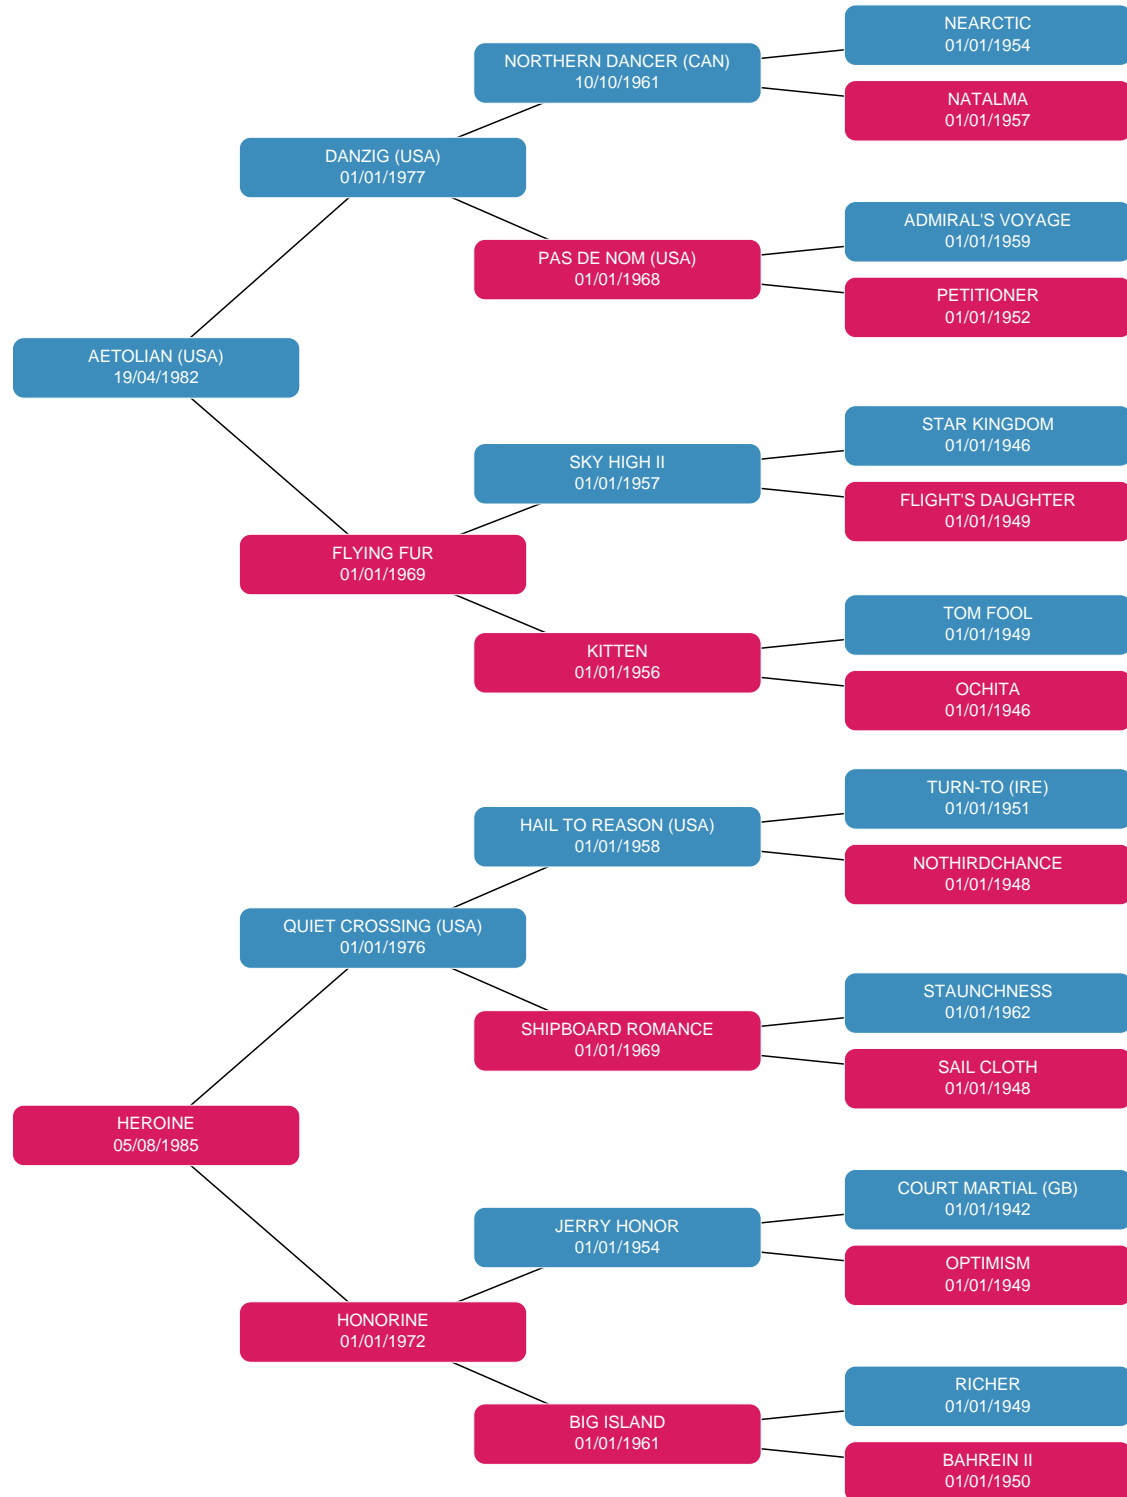 NEARCTIC
01/01/1954
NORTHERN DANCER (CAN)
10/10/1961
NATALMA
01/01/1957
DANZIG (USA)
01/01/1977
ADMIRAL'S VOYAGE
01/01/1959
PAS DE NOM (USA)
01/01/1968
PETITIONER
01/01/1952
AETOLIAN (USA)
19/04/1982
STAR KINGDOM
01/01/1946
SKY HIGH II
01/01/1957
FLIGHT'S DAUGHTER
01/01/1949
FLYING FUR
01/01/1969
TOM FOOL
01/01/1949
KITTEN
01/01/1956
OCHITA
01/01/1946
TURN-TO (IRE)
01/01/1951
HAIL TO REASON (USA)
01/01/1958
NOTHIRDCHANCE
01/01/1948
QUIET CROSSING (USA)
01/01/1976
STAUNCHNESS
01/01/1962
SHIPBOARD ROMANCE
01/01/1969
SAIL CLOTH
01/01/1948
HEROINE
05/08/1985
COURT MARTIAL (GB)
01/01/1942
JERRY HONOR
01/01/1954
OPTIMISM
01/01/1949
HONORINE
01/01/1972
RICHER
01/01/1949
BIG ISLAND
01/01/1961
BAHREIN II
01/01/1950